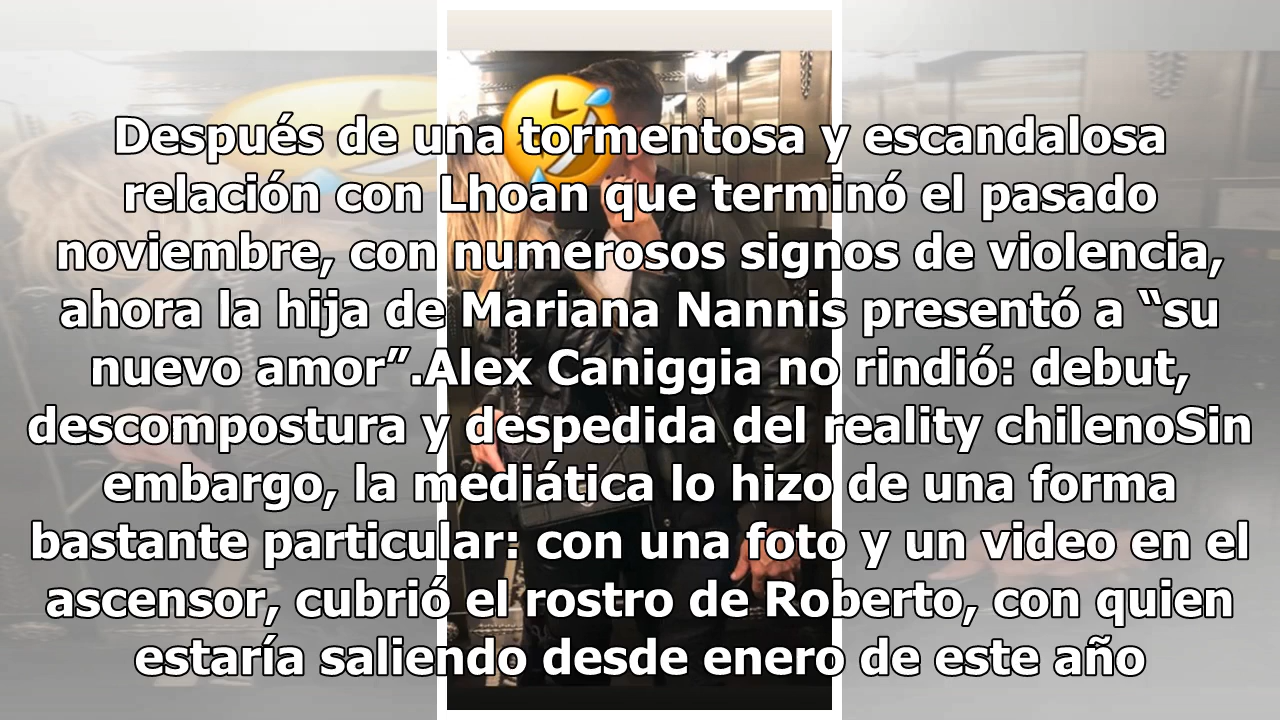 Después de una tormentosa y escandalosa
relación con Lhoan que terminó el pasado
noviembre, con numerosos signos de violencia,
ahora la hija de Mariana Nannis presentó a “su
nuevo amor”.Alex Caniggia no rindió: debut,
descompostura y despedida del reality chilenoSin
embargo, la mediática lo hizo de una forma
bastante particular: con una foto y un video en el
ascensor, cubrió el rostro de Roberto, con quien
estaría saliendo desde enero de este año